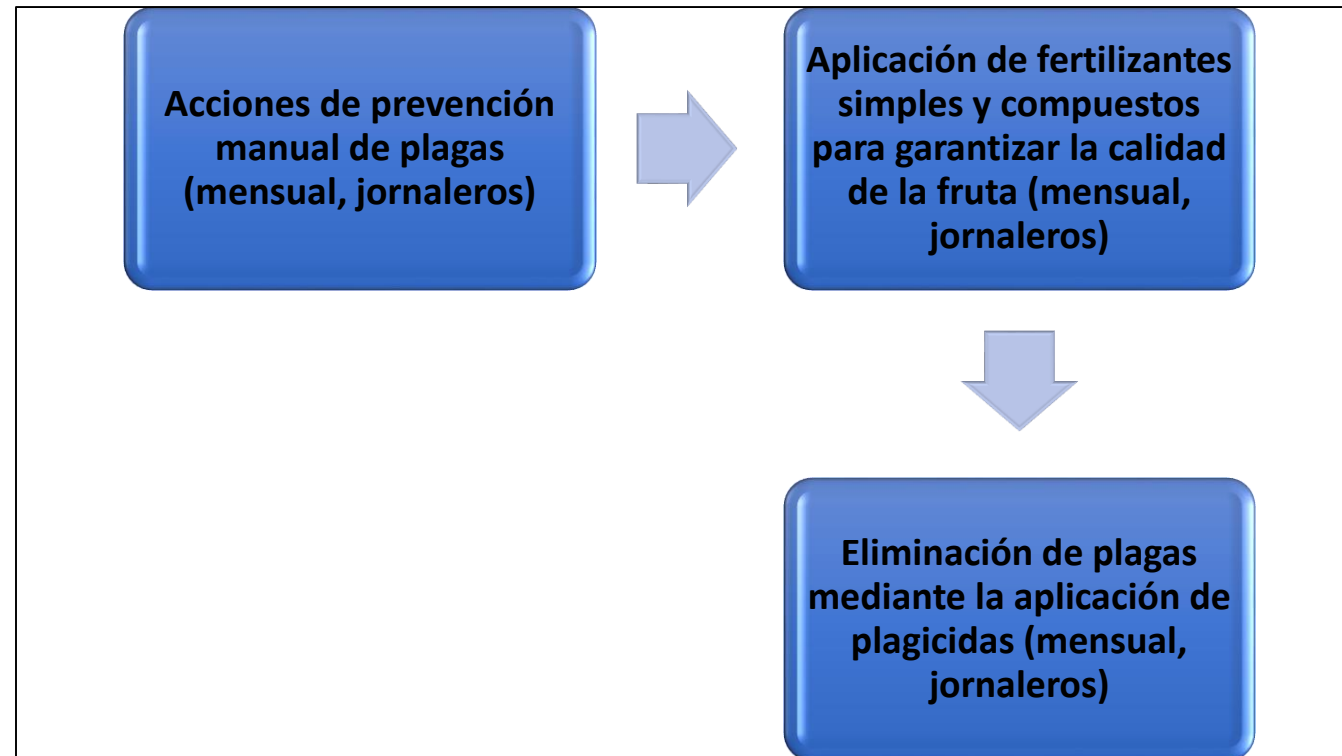 Acciones de prevención
manual de plagas
(mensual, jornaleros)
Aplicación de fertilizantes
simples y compuestos
para garantizar la calidad
de la fruta (mensual,
jornaleros)
Eliminación de plagas
mediante la aplicación de
plagicidas (mensual,
jornaleros)